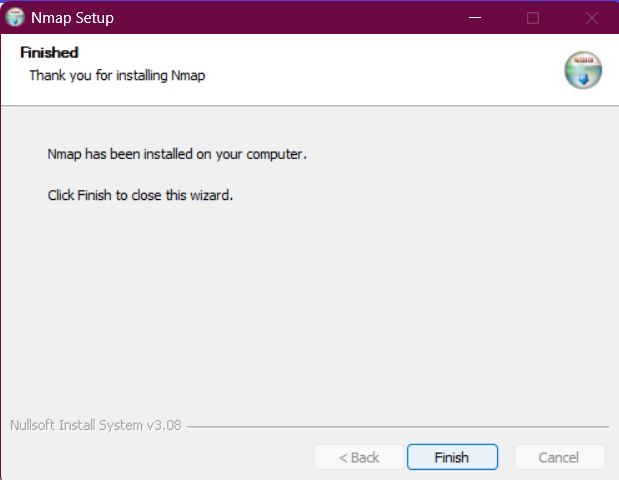 Nmap Setup
Finished
Thank you for installing Nmap
Nmap has been installed on your computer.
Click Finish to close this wizard.
Nullsoft Install System v3.08
< Back
Finish
Cancel